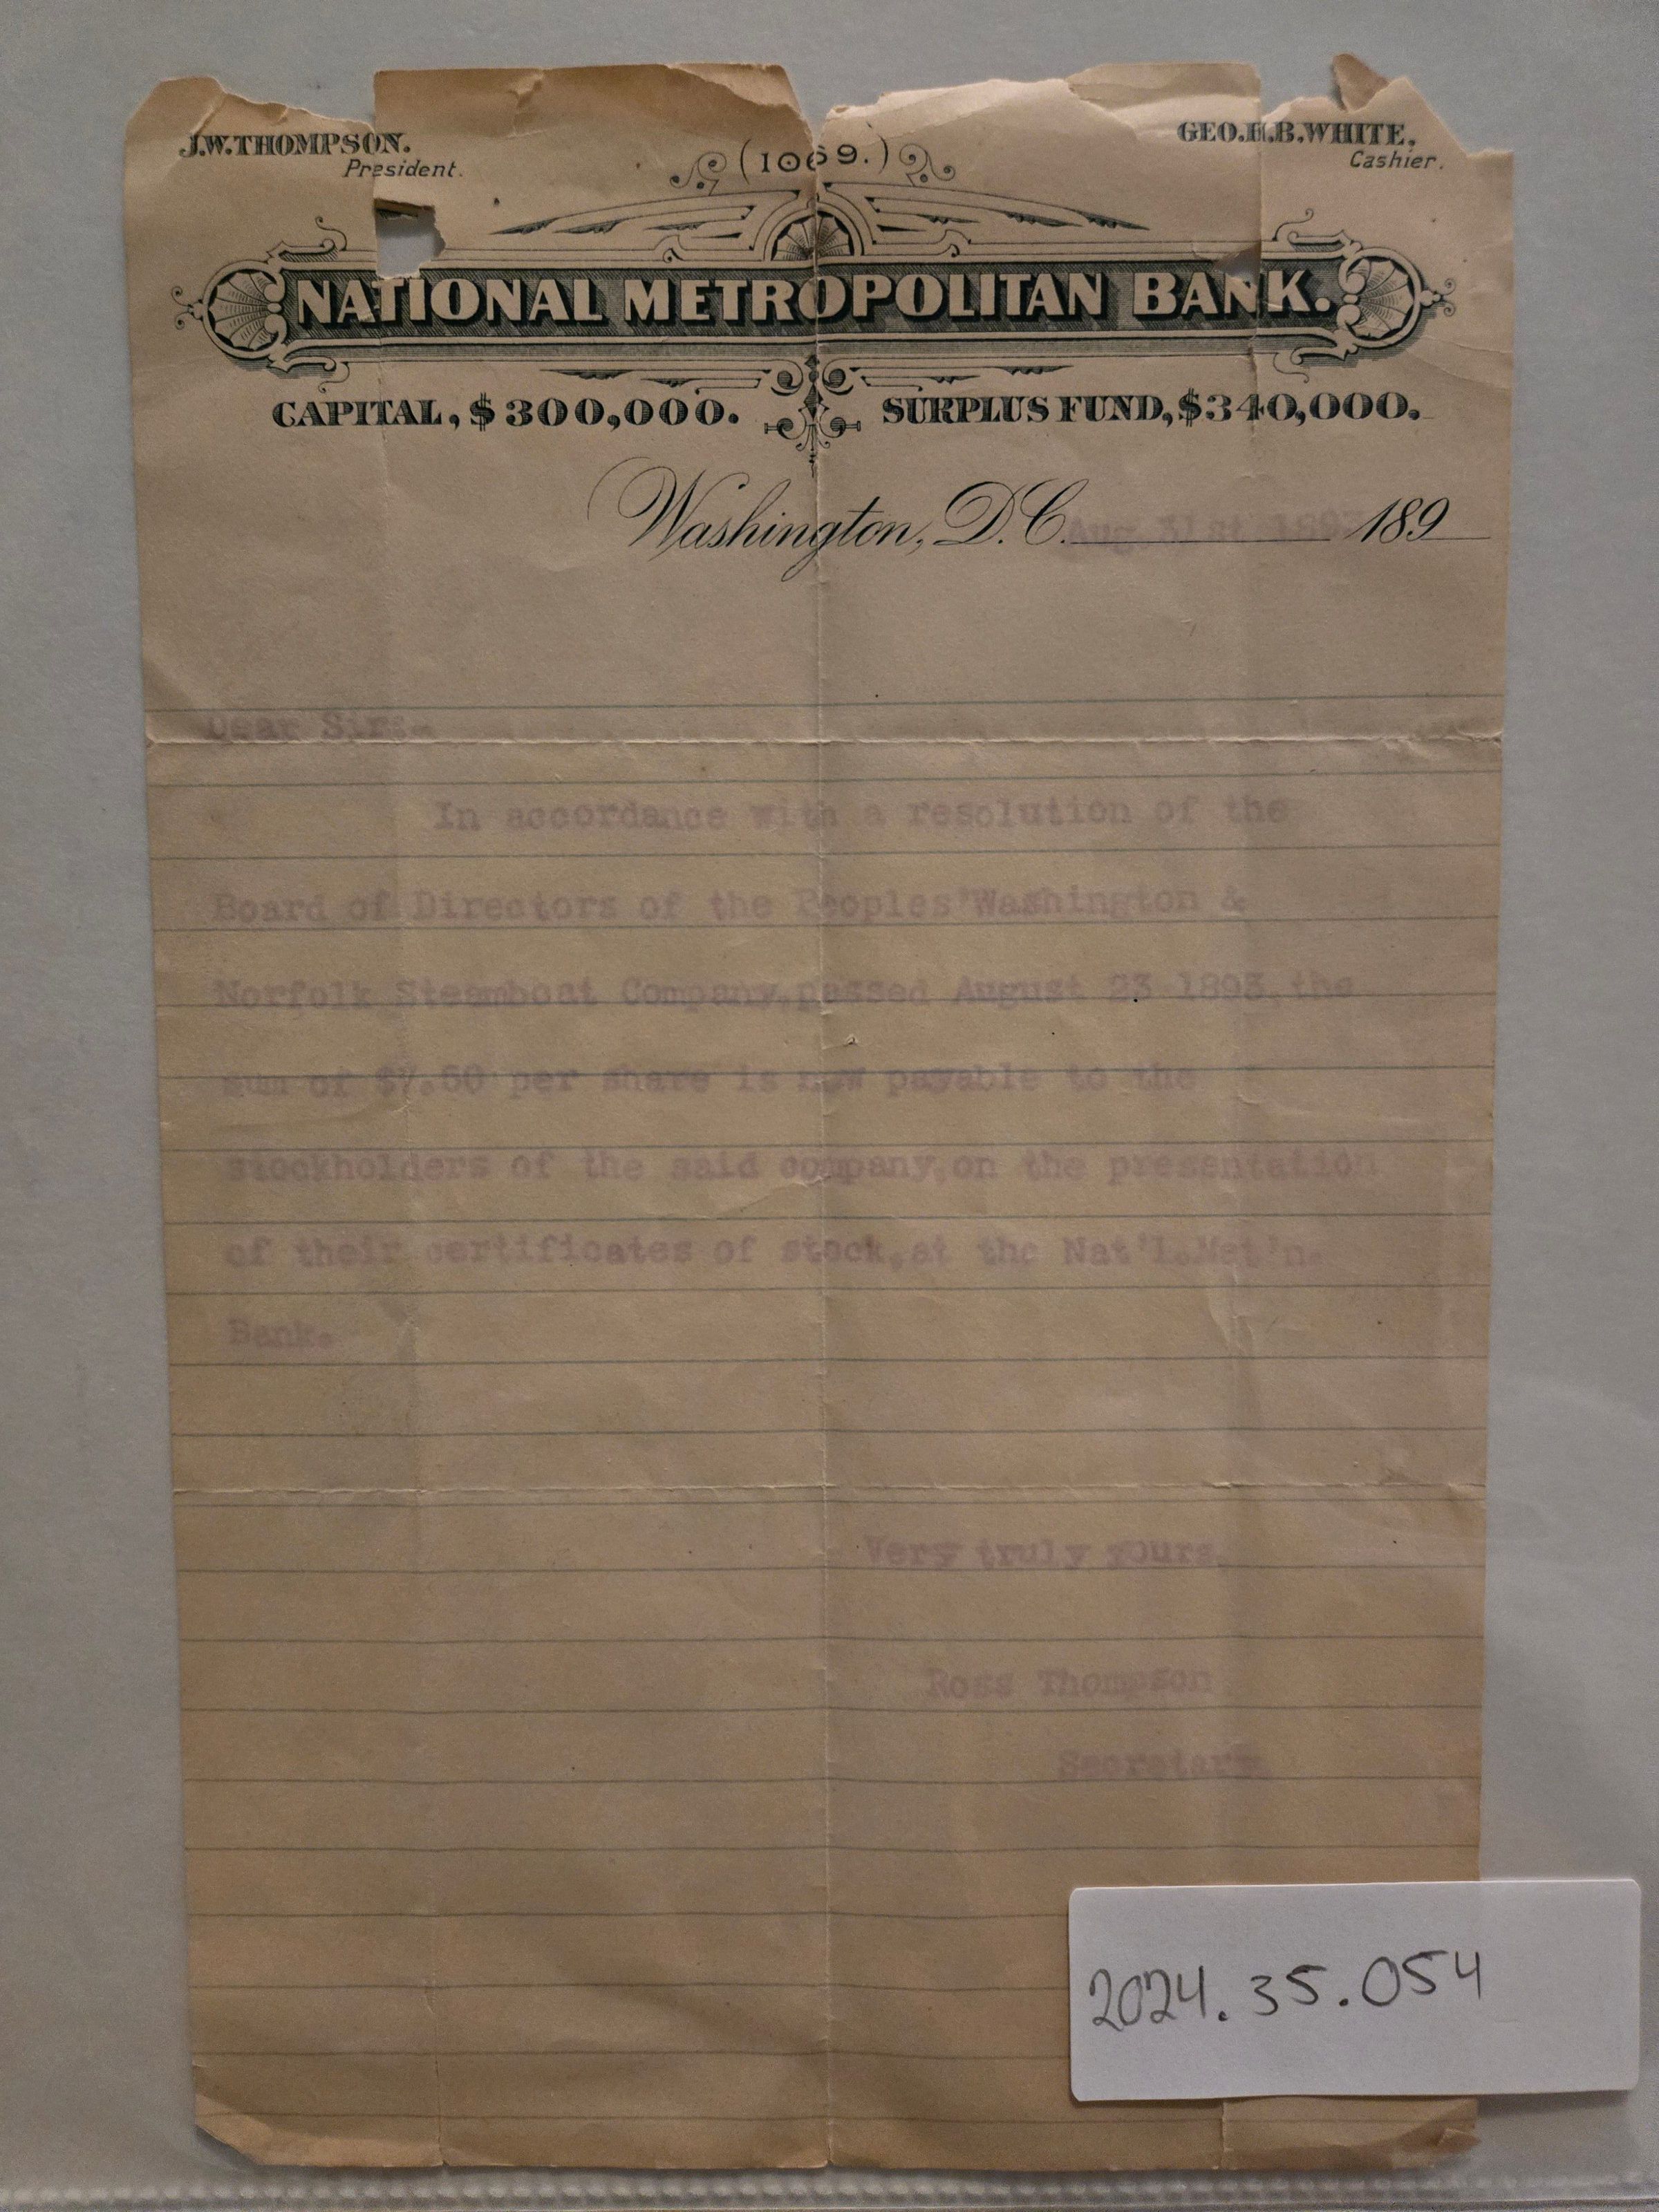 J.W.THOMPSON.
President.
(1069.)
GEO.H.B.WHITE,
Cashier.
NATIONAL METROPOLITAN BANK.
CAPITAL, $300,000.
SURPLUS FUND, $340,000.
Washington, D.C. Aug. 31st 1893 189
Dear Sir:-
In accordance with a resolution of the
Board of Directors of the Peoples'Washington &
Norfolk Steamboat Company,passed August 23 1893,the
sum of $7.50 per share is now payable to the
stockholders of the said company,on the presentation
of their certificates of stock,at the Nat'l.Met'n.
Bank.
Very truly yours
Ross Thompson
Secretary
2024.35.054